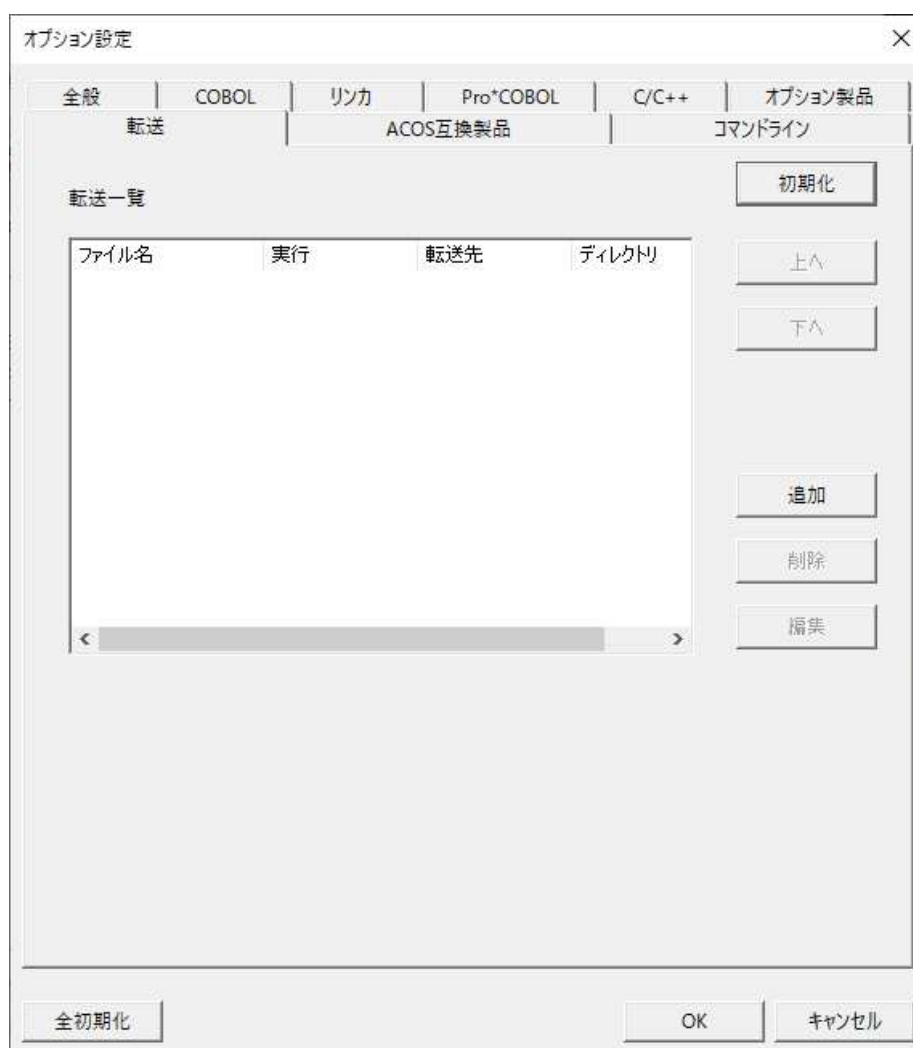 オプション設定
全般 COBOL リンカ Pro*COBOL C/C++ オプション製品
転送 ACOS互換製品 コマンドライン
初期化
転送一覧
ファイル名 実行 転送先 ディレクトリ
上へ
下へ
追加
削除
編集
全初期化 OK キャンセル